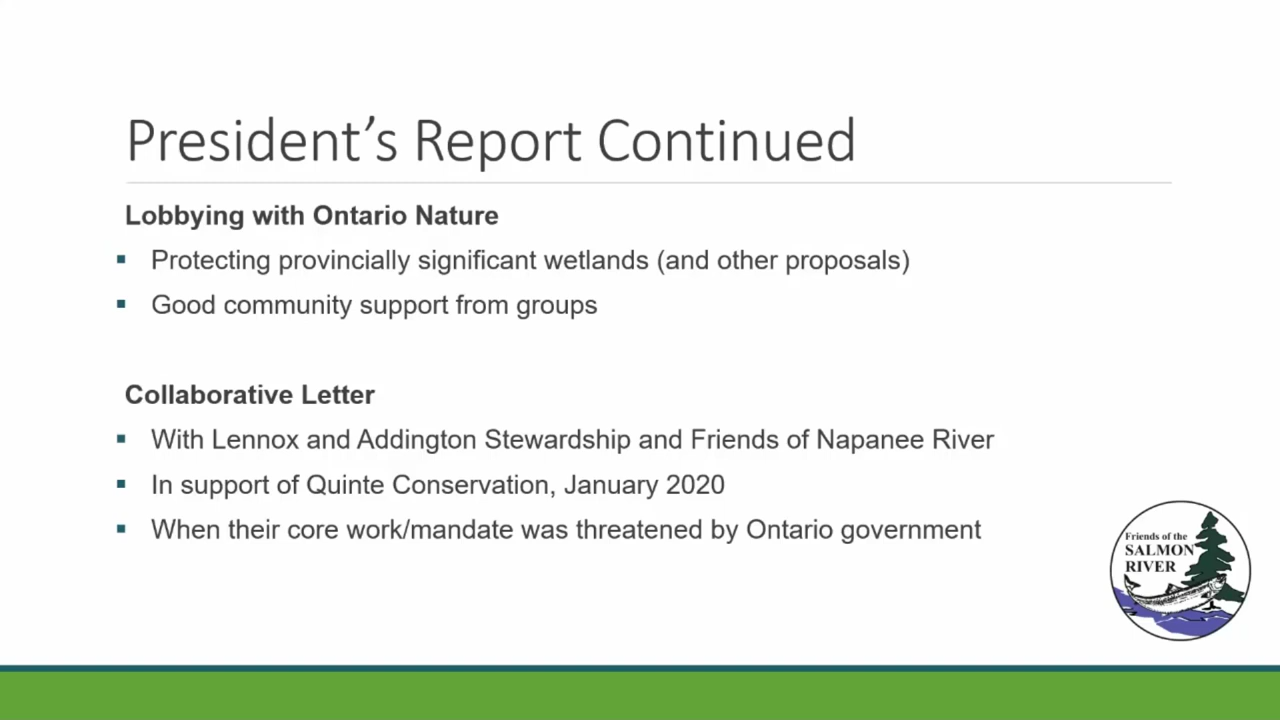 President’s Report Continued
Lobbying with Ontario Nature
▪ Protecting provincially significant wetlands (and other proposals)
▪ Good community support from groups
Collaborative Letter
▪ With Lennox and Addington Stewardship and Friends of Napanee River
▪ In support of Quinte Conservation, January 2020
▪ When their core work/mandate was threatened by Ontario government
Friends of the
SALMON
RIVER